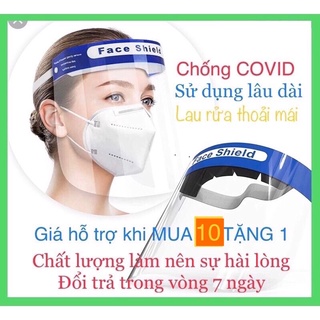 Face Shield
Chống COVID
Sử dụng lâu dài
Lau rửa thoải mái
Face Shield
Giá hỗ trợ khi MUA 10 TẶNG 1
Chất lượng làm nên sự hài lòng
Đổi trả trong vòng 7 ngày